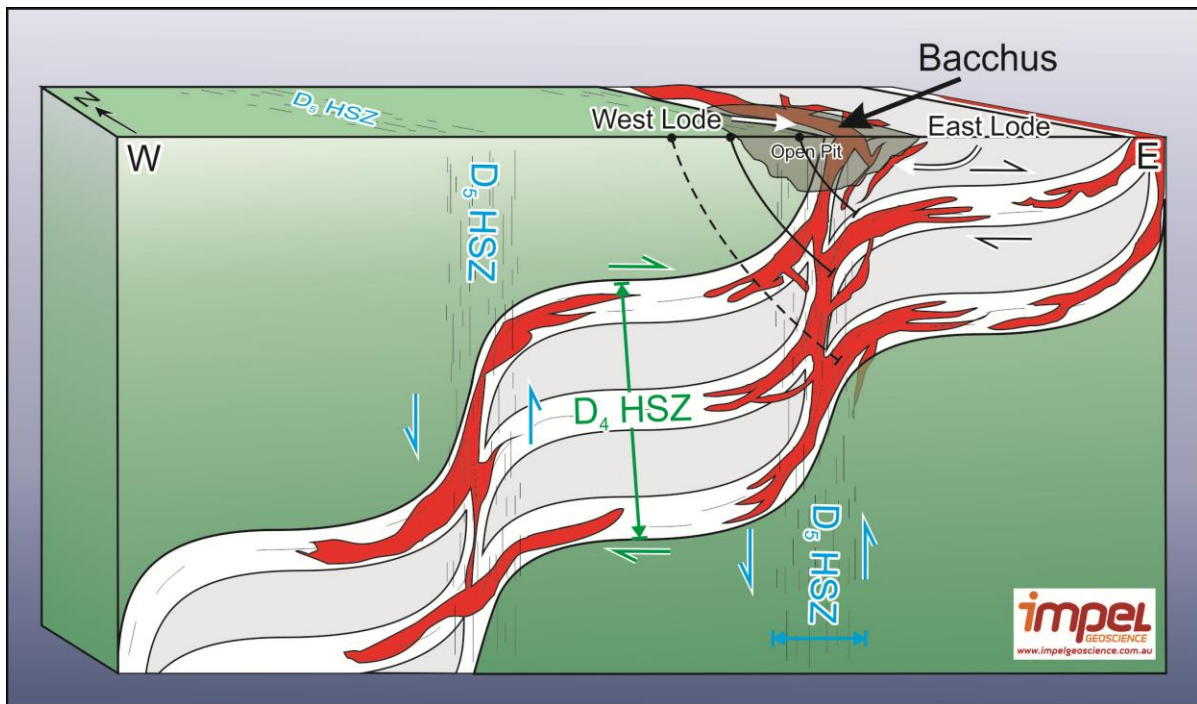 Bacchus
D5 HSZ
West Lode
East Lode
Open Pit
N
W
E
D5 HSZ
D4 HSZ
D5 HSZ
impel
GEOSCIENCE
www.impelgeoscience.com.au